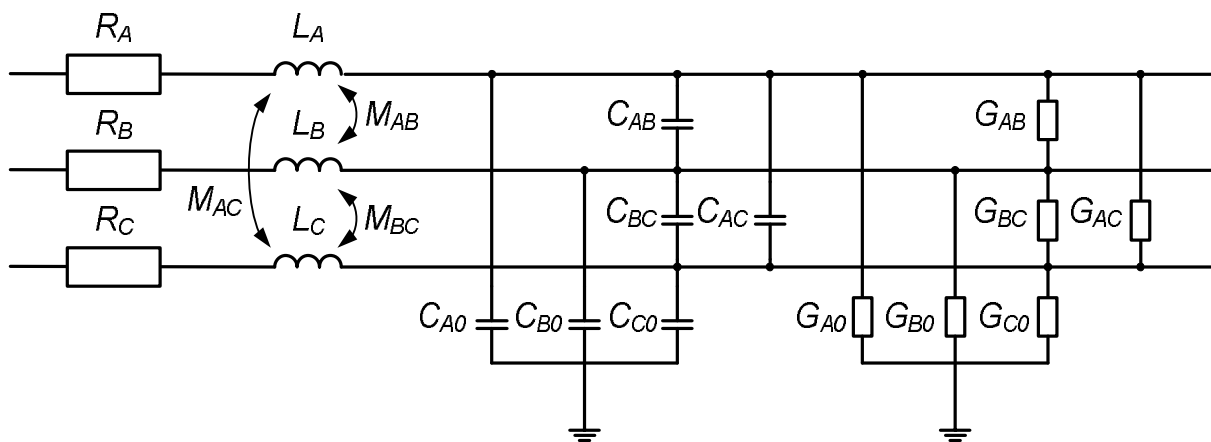 R_A L_A
R_B L_B M_AB C_AB G_AB
M_AC
R_C L_C M_BC C_BC C_AC G_BC G_AC
C_A0 C_B0 C_C0 G_A0 G_B0 G_C0